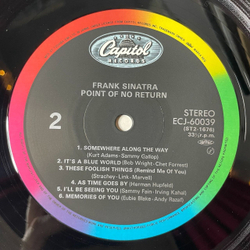 Capitol
RECORDS
FRANK SINATRA
POINT OF NO RETURN
2
STEREO
ECJ-60039
(ST2-1676)
33⅓r.p.m.
1. SOMEWHERE ALONG THE WAY
(Kurt Adams-Sammy Gallop)
2. IT'S A BLUE WORLD (Bob Wright-Chet Forrest)
3. THESE FOOLISH THINGS (Remind Me Of You)
(Strachey-Link-Marvell)
4. AS TIME GOES BY (Herman Hupfeld)
5. I'LL BE SEEING YOU (Sammy Fain-Irving Kahal)
6. MEMORIES OF YOU (Eubie Blake-Andy Razaf)